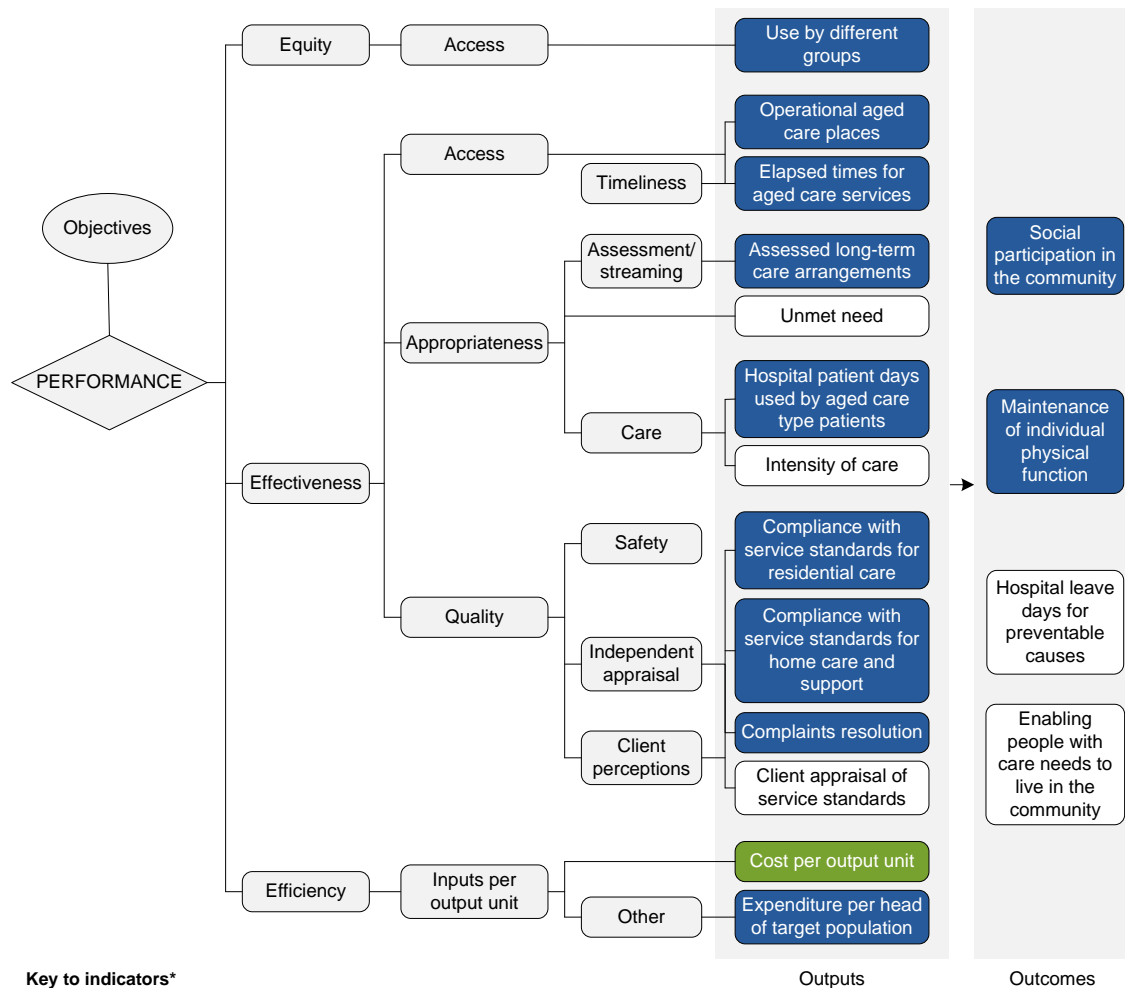 Equity
Access
Use by different
groups
Operational aged
care places
Access
Timeliness
Elapsed times for
aged care services
Objectives
Assessment/
streaming
Assessed long-term
care arrangements
Social
participation in
the community
Unmet need
Appropriateness
PERFORMANCE
Hospital patient days
used by aged care
type patients
Maintenance
of individual
physical
function
Care
Intensity of care
Effectiveness
Safety
Compliance with
service standards for
residential care
Quality
Hospital leave
days for
preventable
causes
Independent
appraisal
Compliance with
service standards for
home care and
support
Client
perceptions
Complaints resolution
Client appraisal of
service standards
Enabling
people with
care needs to
live in the
community
Cost per output unit
Efficiency
Inputs per
output unit
Other
Expenditure per head
of target population
Key to indicators*
Outputs
Outcomes